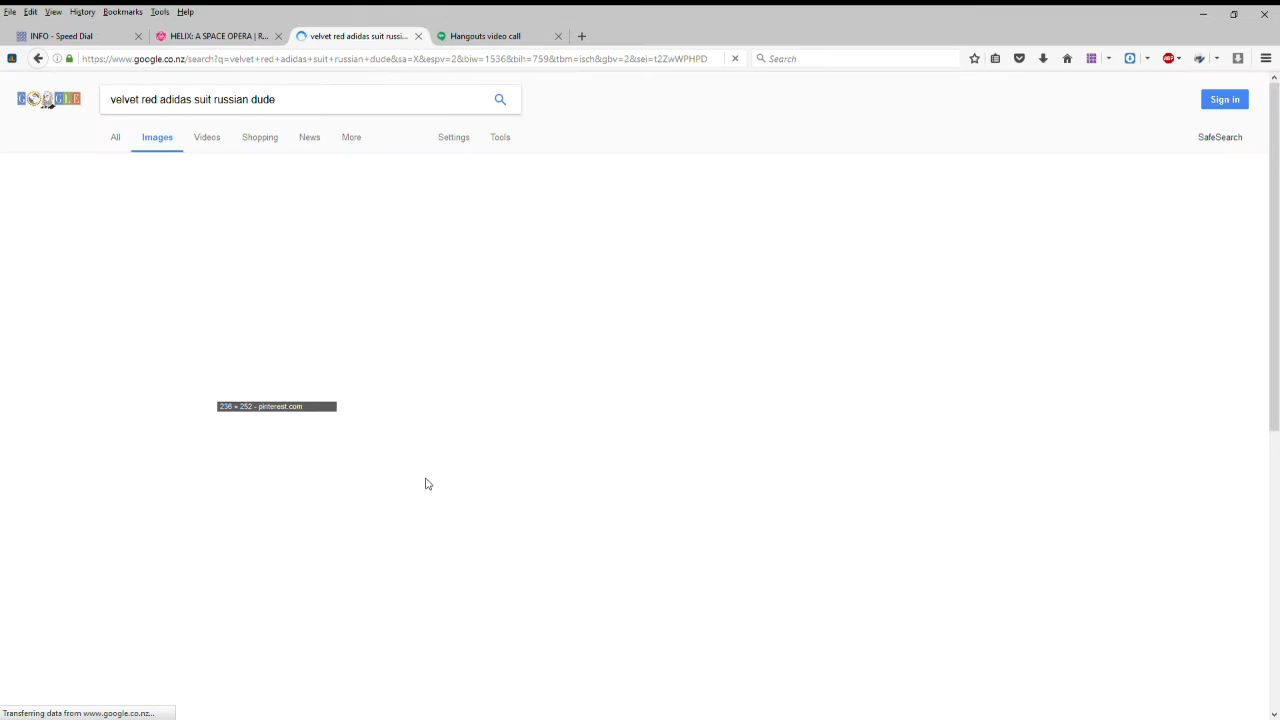 File Edit View History Bookmarks Tools Help
INFO - Speed Dial HELIX: A SPACE OPERA | R... velvet red adidas suit russi... Hangouts video call
https://www.google.co.nz/search?q=velvet+red+adidas+suit+russian+dude&sa=X&espv=2&biw=1536&bih=759&tbm=isch&gbv=2&sei=t2ZwWPHPD Search
velvet red adidas suit russian dude Sign in
All Images Videos Shopping News More Settings Tools SafeSearch
236 × 252 - pinterest.com
Transferring data from www.google.co.nz...